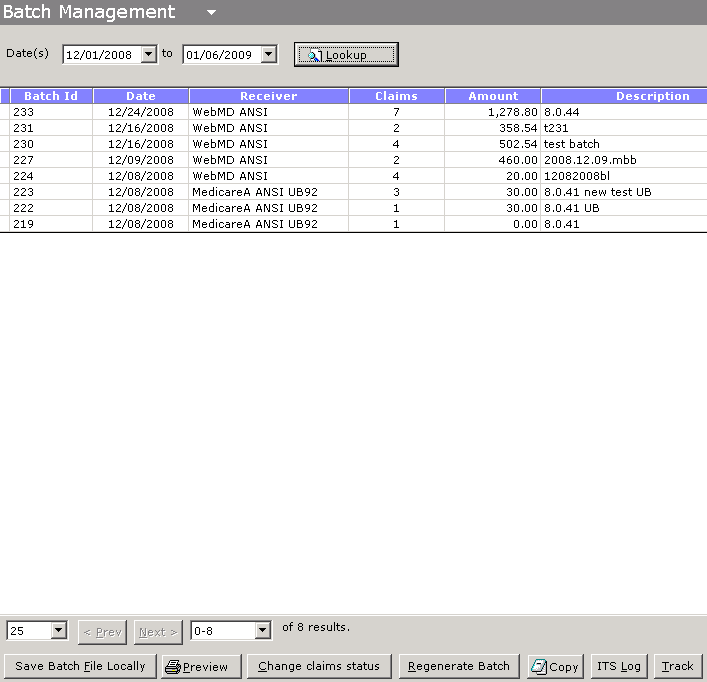 Batch Management
Date(s) 12/01/2008 to 01/06/2009 Lookup
Batch Id Date Receiver Claims Amount Description
233 12/24/2008 WebMD ANSI 7 1,278.80 8.0.44
231 12/16/2008 WebMD ANSI 2 358.54 t231
230 12/16/2008 WebMD ANSI 4 502.54 test batch
227 12/09/2008 WebMD ANSI 2 460.00 2008.12.09.mbb
224 12/08/2008 WebMD ANSI 4 20.00 12082008bl
223 12/08/2008 MedicareA ANSI UB92 3 30.00 8.0.41 new test UB
222 12/08/2008 MedicareA ANSI UB92 1 30.00 8.0.41 UB
219 12/08/2008 MedicareA ANSI UB92 1 0.00 8.0.41
25 < Prev Next > 0-8 of 8 results.
Save Batch File Locally Preview Change claims status Regenerate Batch Copy ITS Log Track